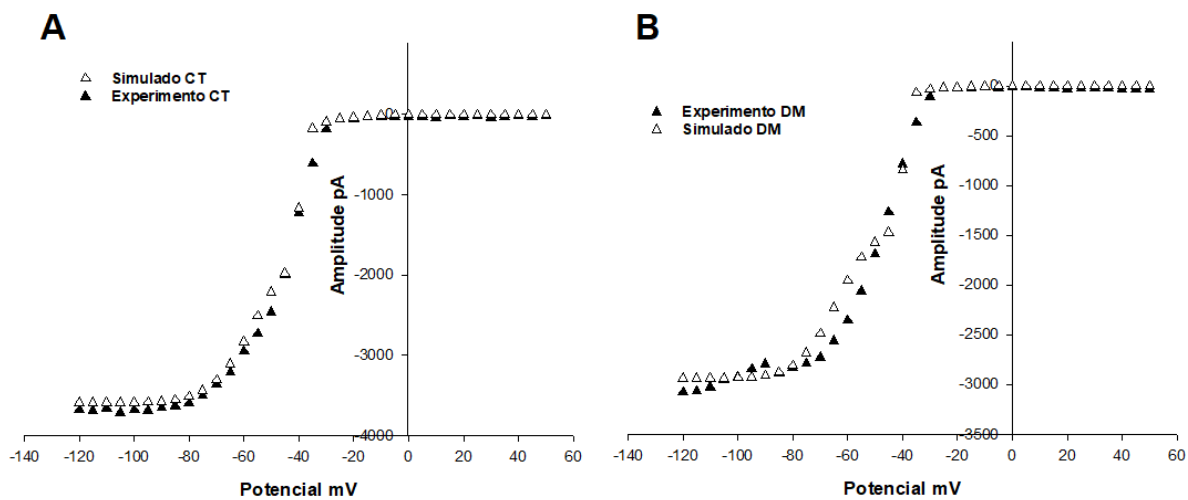 A
Simulado CT
Experimento CT
0
-1000
-2000
-3000
-4000
Amplitude pA
-140 -120 -100 -80 -60 -40 -20 0 20 40 60
Potencial mV
B
Experimento DM
Simulado DM
0
-500
-1000
-1500
-2000
-2500
-3000
-3500
Amplitude pA
-140 -120 -100 -80 -60 -40 -20 0 20 40 60
Potencial mV